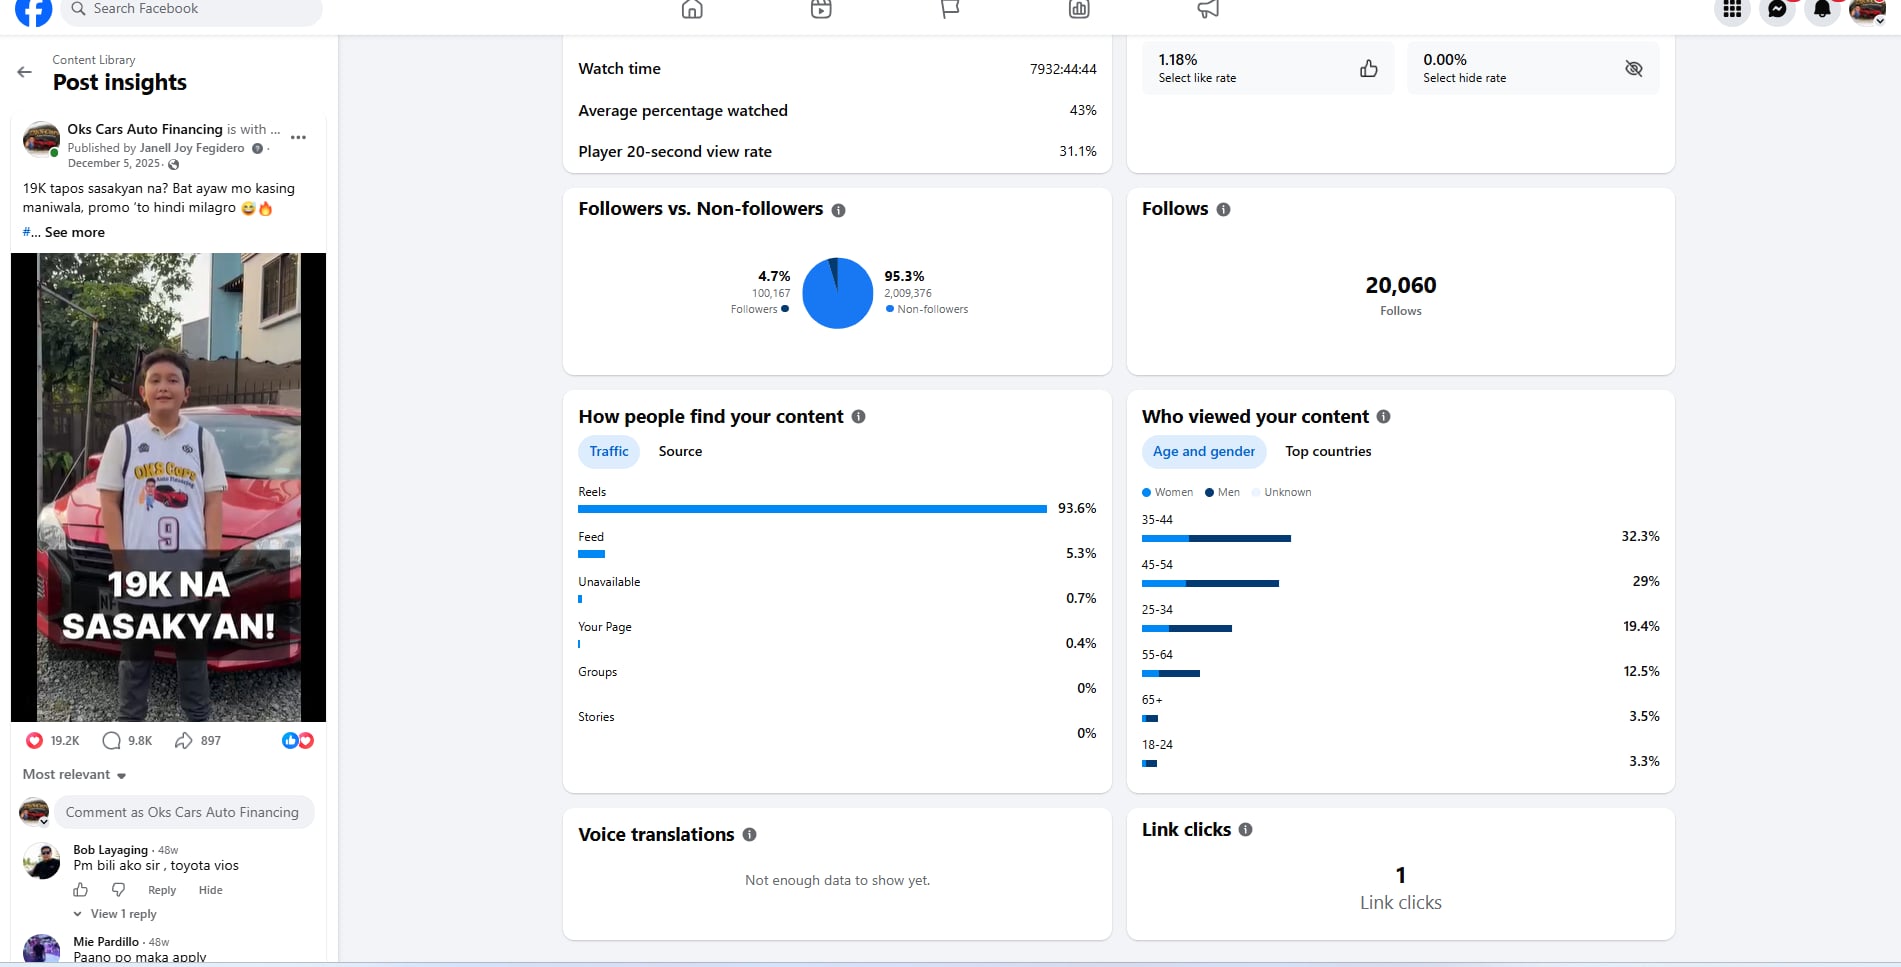 Search Facebook
Content Library
Post insights
Oks Cars Auto Financing is with ...
Published by Janell Joy Fegidero ·
December 5, 2025 ·
19K tapos sasakyan na? Bat ayaw mo kasing
maniwala, promo 'to hindi milagro 😅🔥
#... See more
OKS Cars
Auto Financing
9
19K NA
SASAKYAN!
19.2K
9.8K
897
Most relevant
Comment as Oks Cars Auto Financing
Bob Layaging · 48w
Pm bili ako sir , toyota vios
Reply Hide
View 1 reply
Mie Pardillo · 48w
Paano po maka apply
Watch time 7932:44:44
Average percentage watched 43%
Player 20-second view rate 31.1%
1.18%
Select like rate
0.00%
Select hide rate
Followers vs. Non-followers
4.7%
100,167
Followers
95.3%
2,009,376
Non-followers
Follows
20,060
Follows
How people find your content
Traffic Source
Reels
93.6%
Feed
5.3%
Unavailable
0.7%
Your Page
0.4%
Groups
0%
Stories
0%
Who viewed your content
Age and gender Top countries
Women Men Unknown
35-44
32.3%
45-54
29%
25-34
19.4%
55-64
12.5%
65+
3.5%
18-24
3.3%
Voice translations
Not enough data to show yet.
Link clicks
1
Link clicks